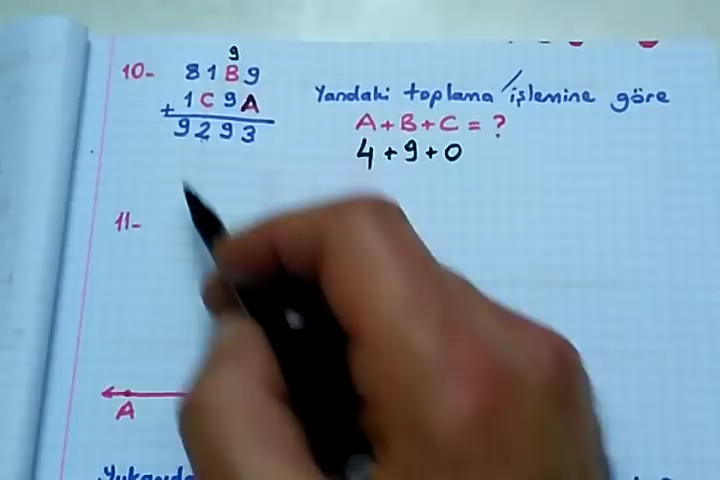 9
10- 81B9
+ 1C9A
9293
Yandaki toplama işlemine göre
A+B+C = ?
4+9+0
11-
A